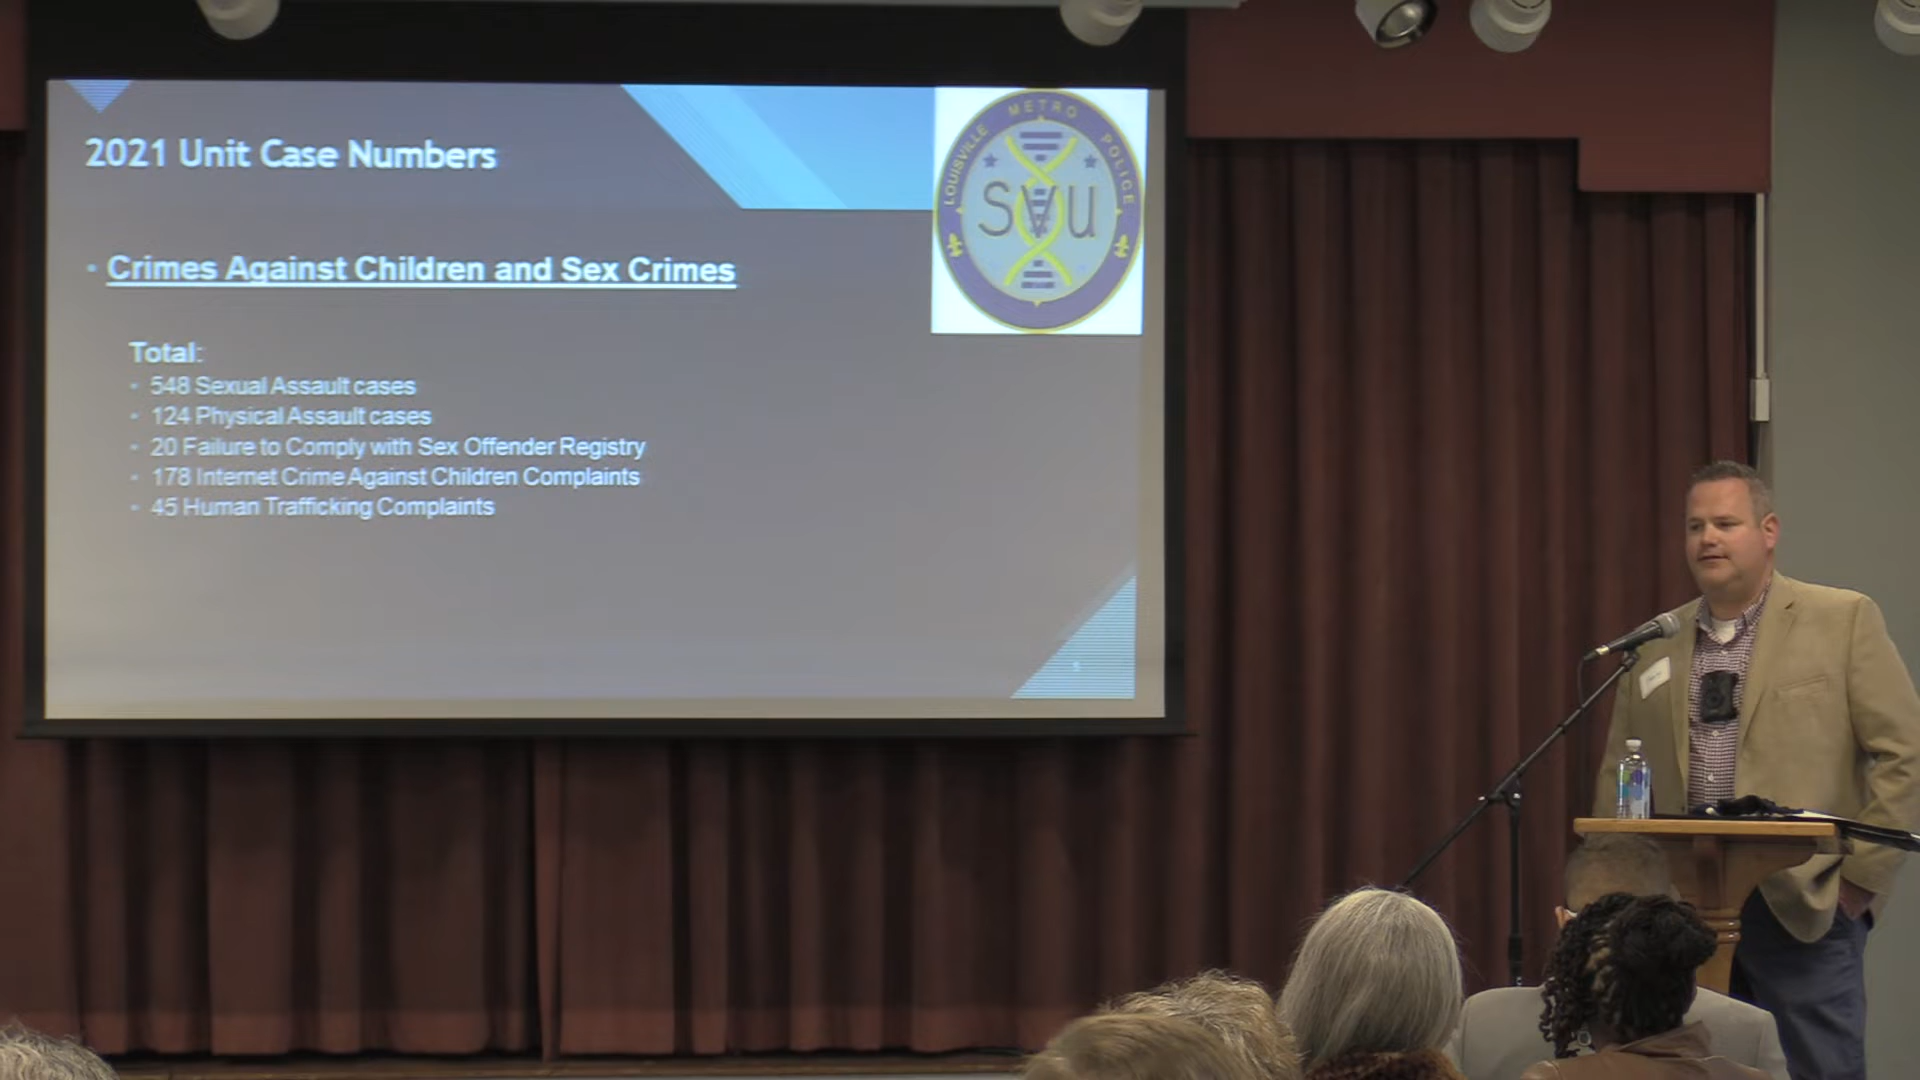 2021 Unit Case Numbers
LOUISVILLE METRO POLICE
SVU
• Crimes Against Children and Sex Crimes
Total:
• 548 Sexual Assault cases
• 124 Physical Assault cases
• 20 Failure to Comply with Sex Offender Registry
• 178 Internet Crime Against Children Complaints
• 45 Human Trafficking Complaints
5